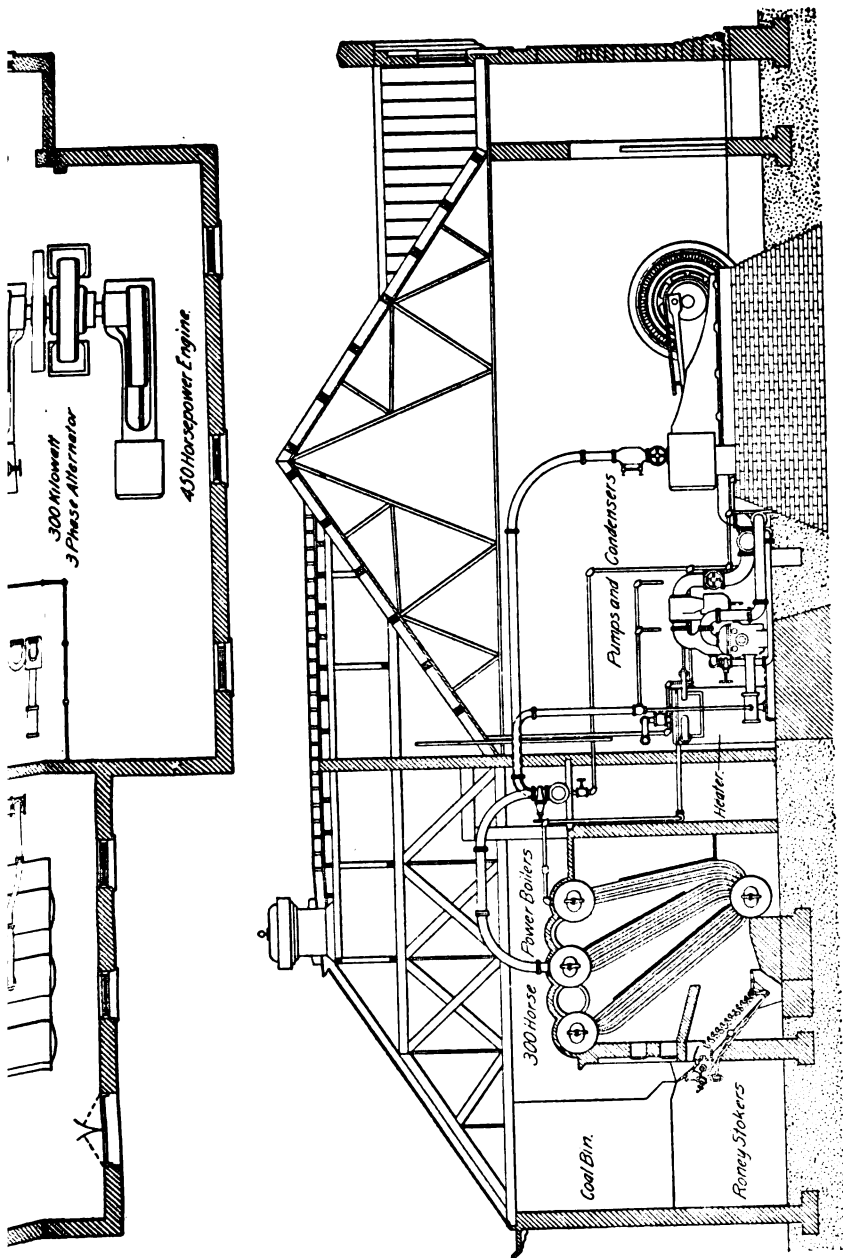 300 Kilowatt
3 Phase Alternator
450 Horsepower Engine.
Pumps and Condensers
Heater
300 Horse Power Boilers
Coal Bin.
Roney Stokers